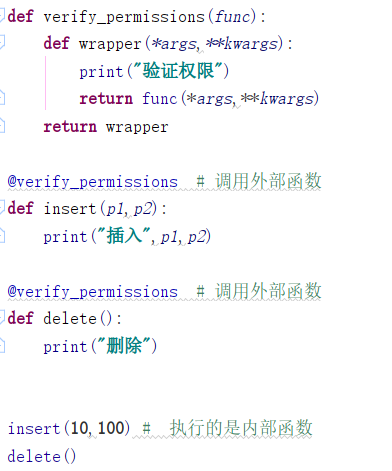 def verify_permissions(func):
    def wrapper(*args,**kwargs):
        print("验证权限")
        return func(*args,**kwargs)
    return wrapper
@verify_permissions  # 调用外部函数
def insert(p1,p2):
    print("插入",p1,p2)
@verify_permissions  # 调用外部函数
def delete():
    print("删除")
insert(10,100) #  执行的是内部函数
delete()